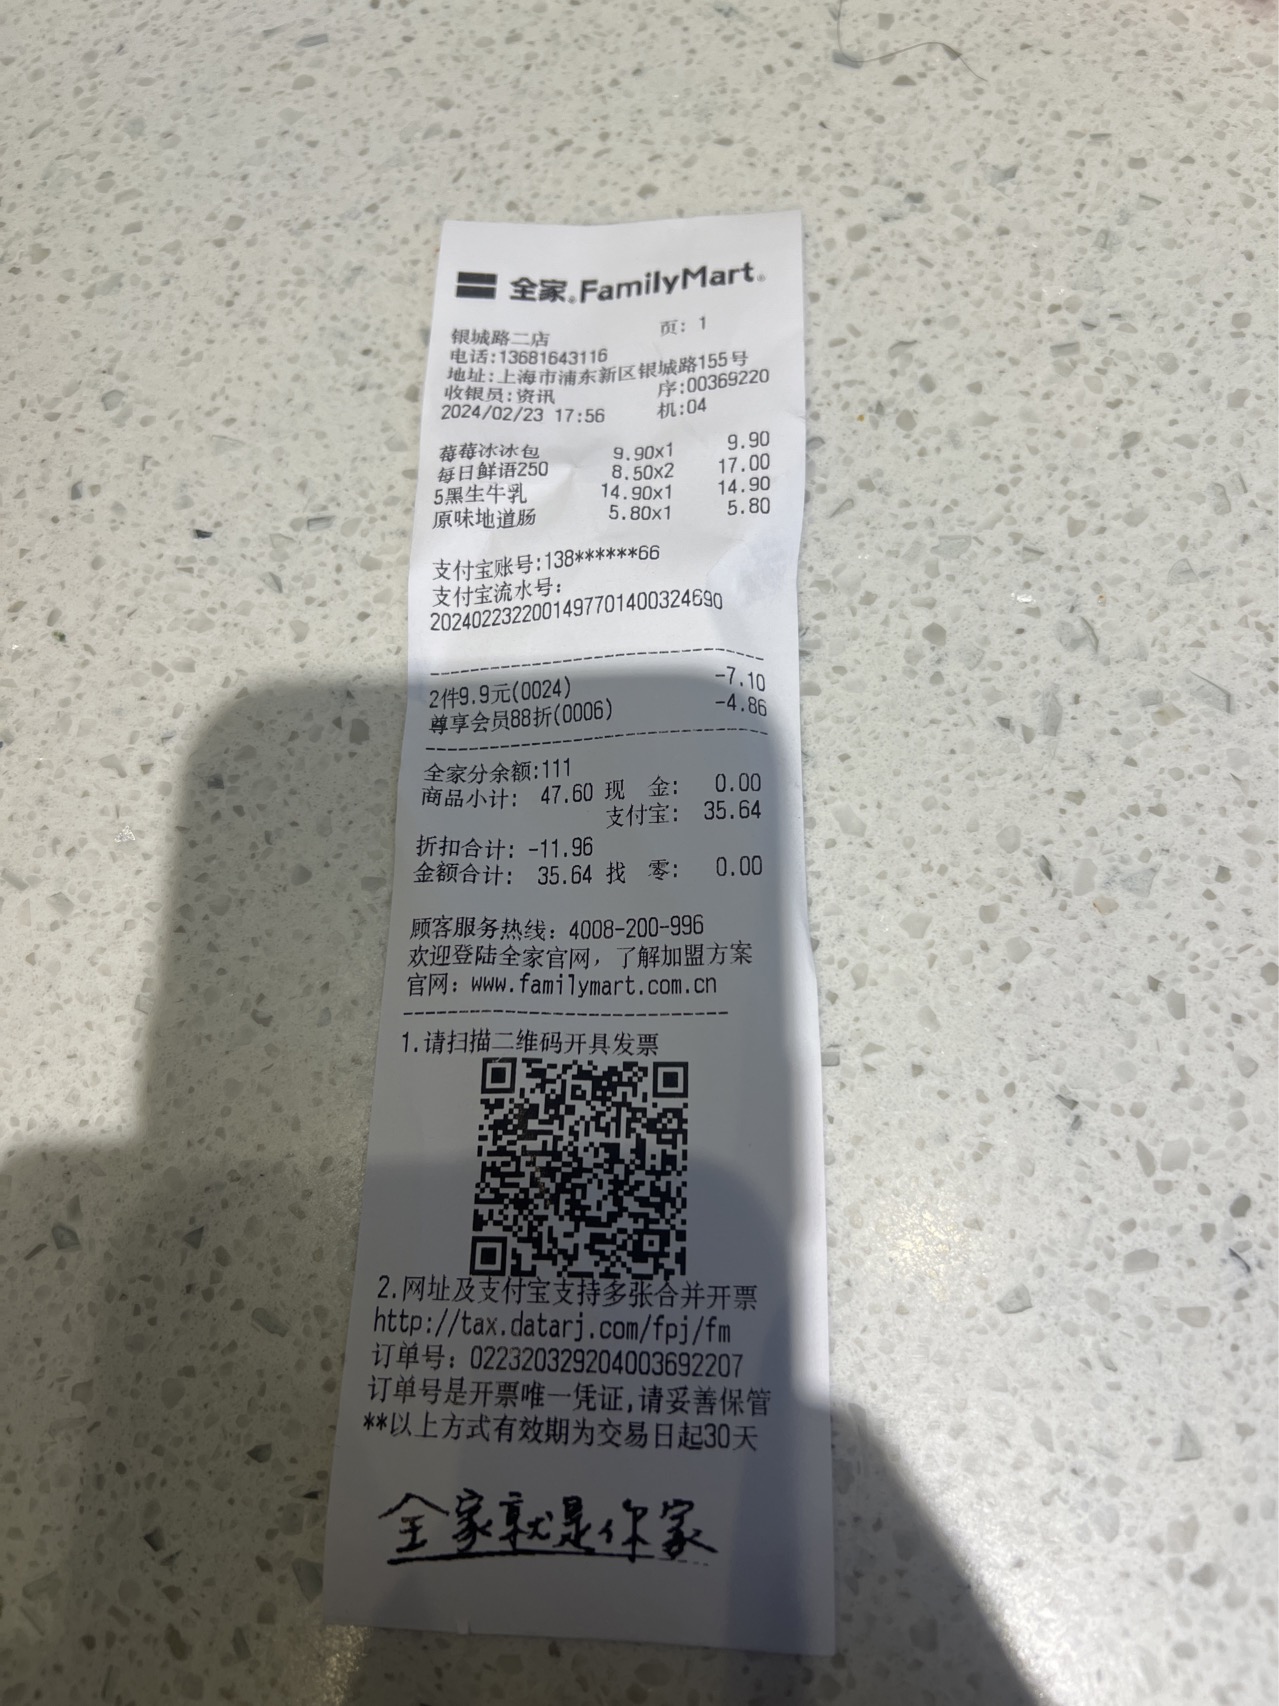 全家 FamilyMart
页: 1
银城路二店
电话:13681643116
地址:上海市浦东新区银城路155号
收银员:资讯 序:00369220
2024/02/23 17:56 机:04
莓莓冰冰包 9.90x1 9.90
每日鲜语250 8.50x2 17.00
5黑生牛乳 14.90x1 14.90
原味地道肠 5.80x1 5.80
支付宝账号:138******66
支付宝流水号:
2024022322001497701400324690
2件9.9元(0024) -7.10
尊享会员88折(0006) -4.86
全家分余额:111
商品小计: 47.60 现 金: 0.00
支付宝: 35.64
折扣合计: -11.96
金额合计: 35.64 找 零: 0.00
顾客服务热线: 4008-200-996
欢迎登陆全家官网, 了解加盟方案
官网: www.familymart.com.cn
1.请扫描二维码开具发票
2.网址及支付宝支持多张合并开票
http://tax.datarj.com/fpj/fm
订单号: 0223203292040036922​07
订单号是开票唯一凭证,请妥善保管
**以上方式有效期为交易日起30天
全家就是你家